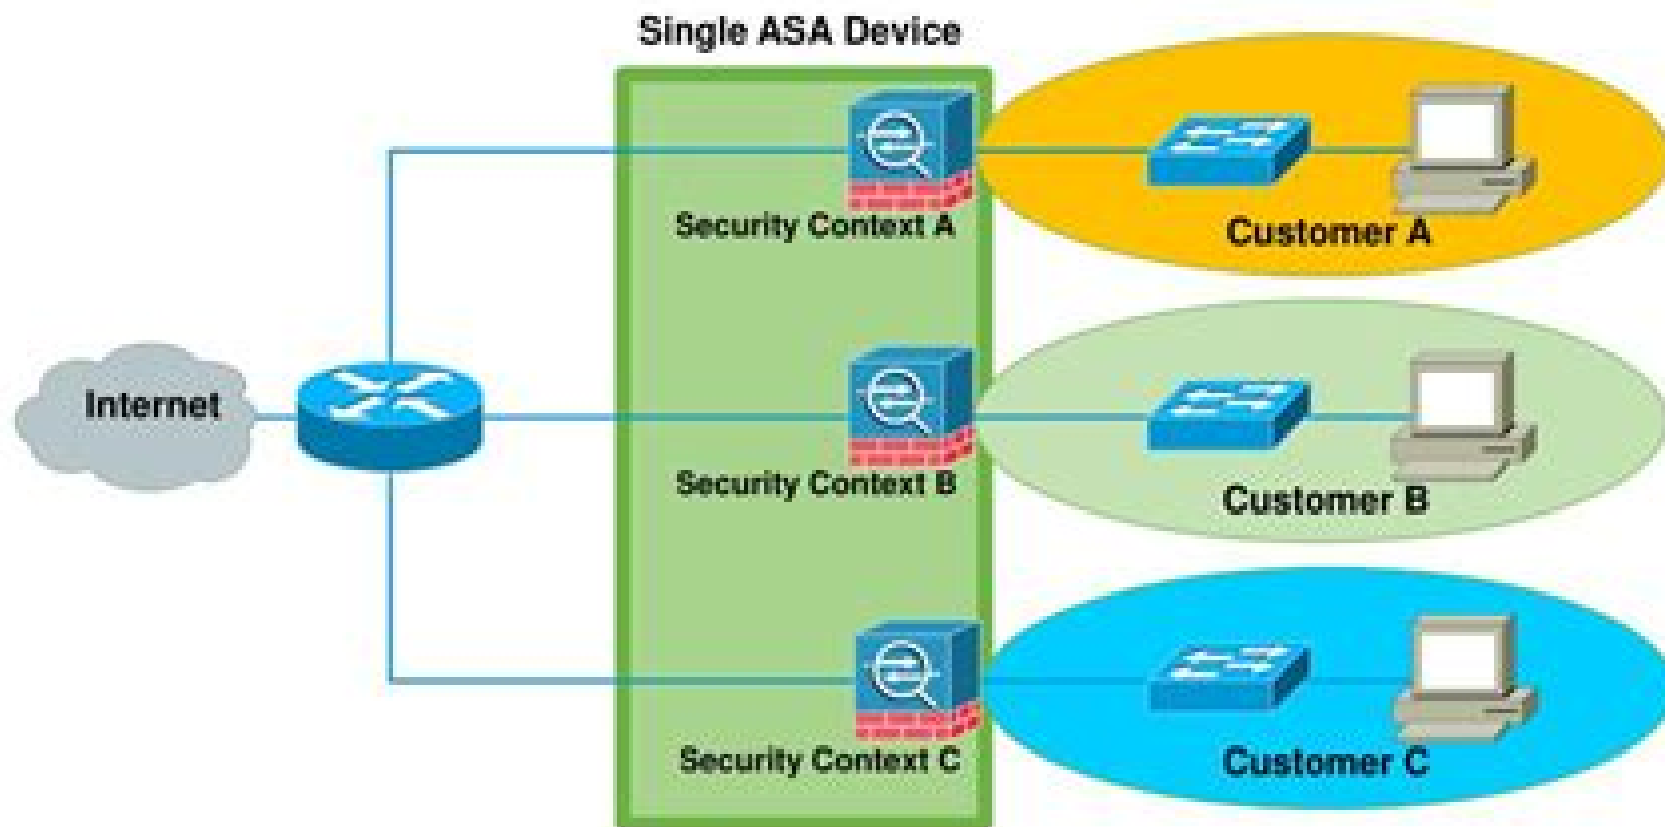 Single ASA Device
Security Context A
Customer A
Internet
Security Context B
Customer B
Security Context C
Customer C